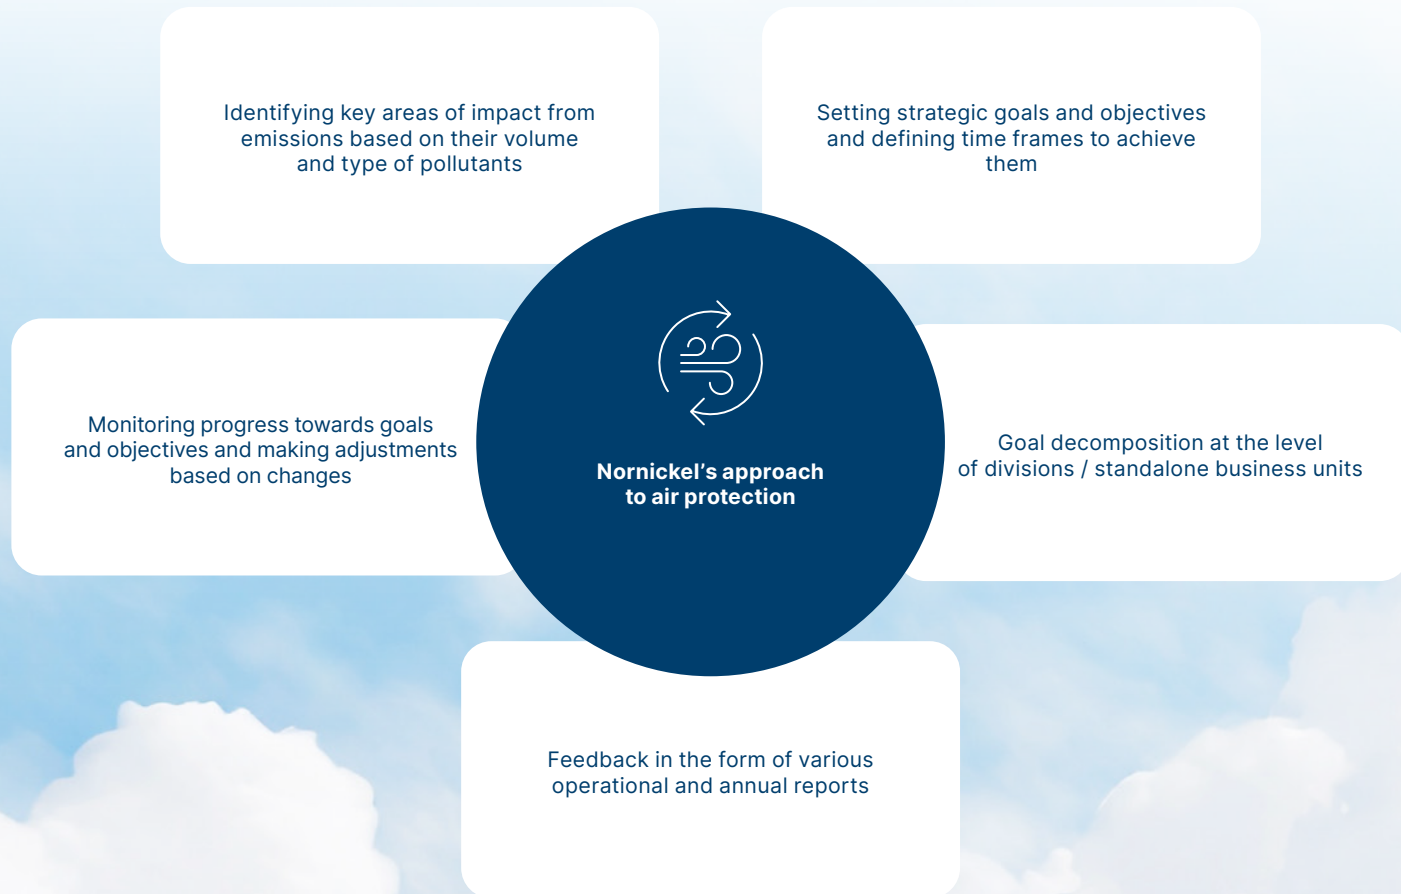 Identifying key areas of impact from
emissions based on their volume
and type of pollutants
Setting strategic goals and objectives
and defining time frames to achieve
them
Monitoring progress towards goals
and objectives and making adjustments
based on changes
Nornickel’s approach
to air protection
Goal decomposition at the level
of divisions / standalone business units
Feedback in the form of various
operational and annual reports